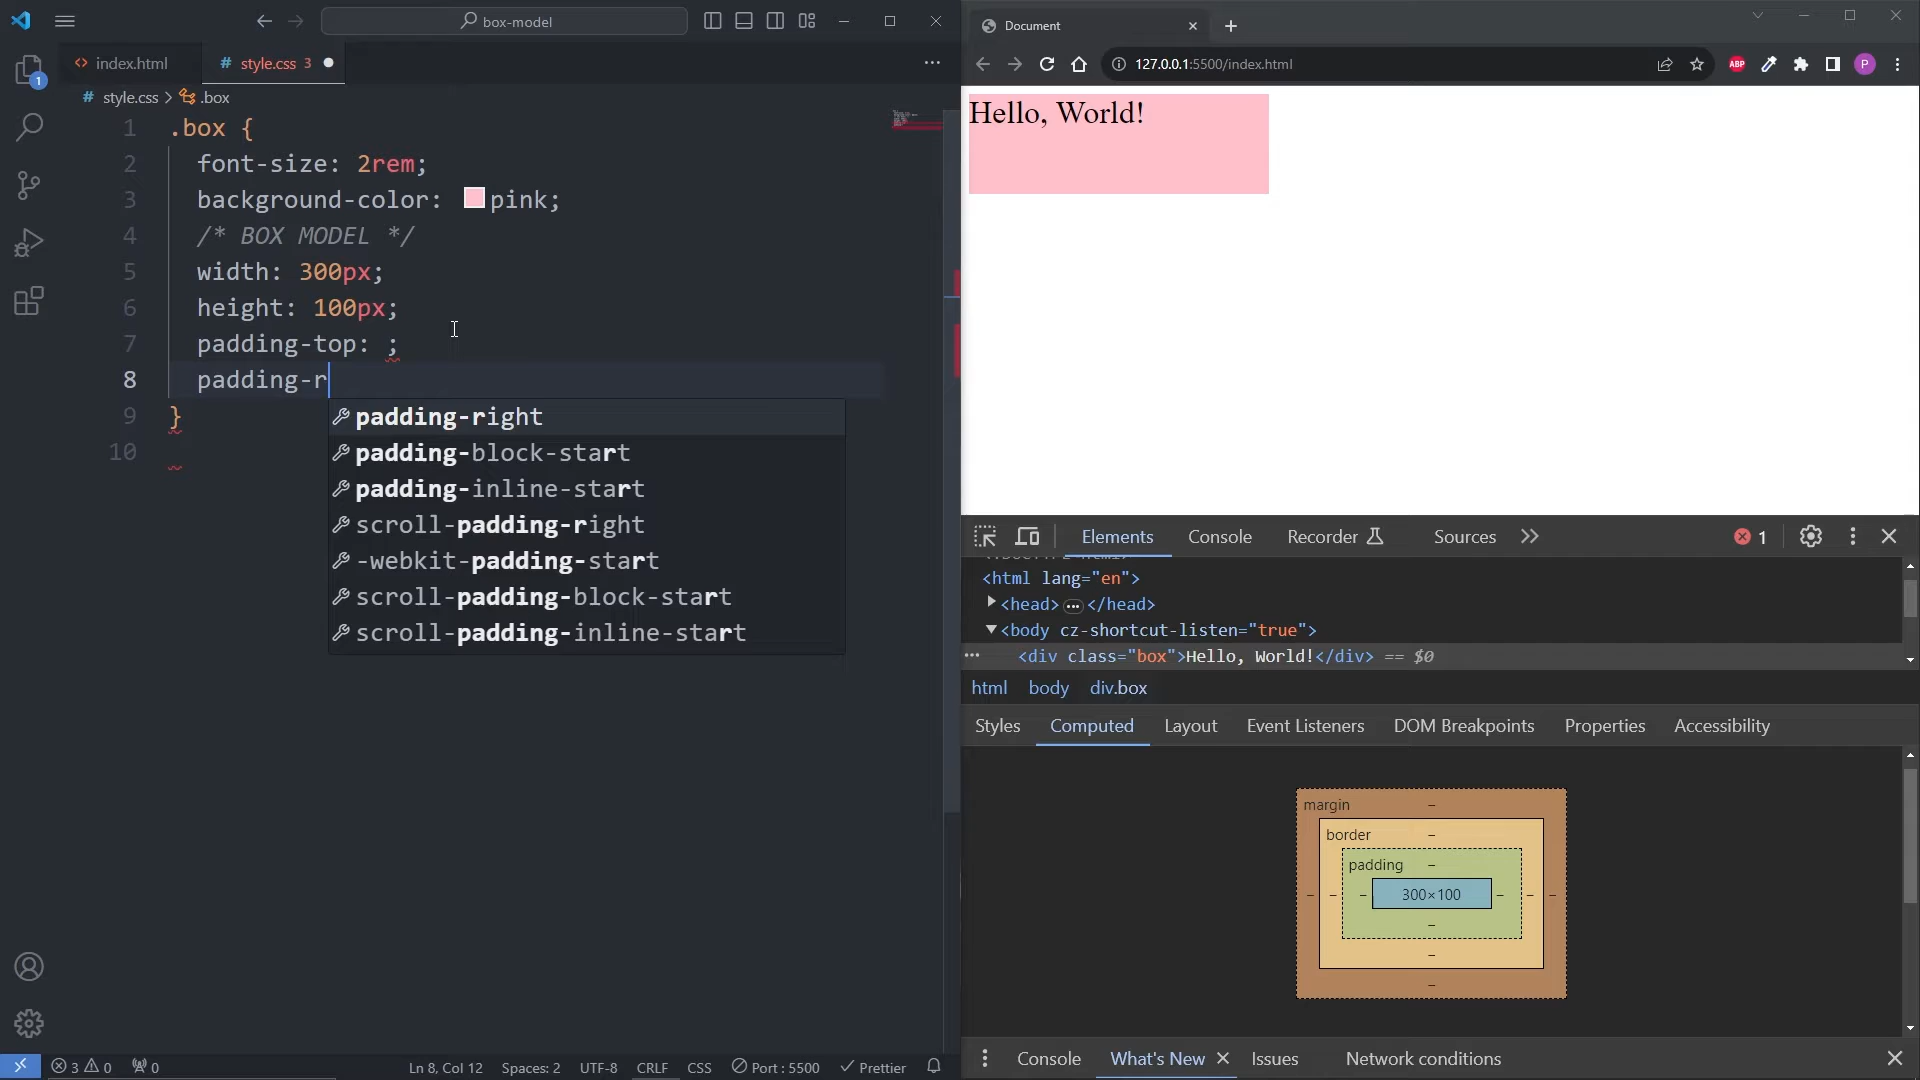 box-model
index.html
# style.css 3
# style.css > .box
1 .box {
2 font-size: 2rem;
3 background-color: pink;
4 /* BOX MODEL */
5 width: 300px;
6 height: 100px;
7 padding-top: ;
8 padding-r
9 }
10
padding-right
padding-block-start
padding-inline-start
scroll-padding-right
-webkit-padding-start
scroll-padding-block-start
scroll-padding-inline-start
1
3 0 0
Ln 8, Col 12 Spaces: 2 UTF-8 CRLF CSS Port : 5500 Prettier
Document
127.0.0.1:5500/index.html
ABP
P
Hello, World!
Elements Console Recorder Sources 1
<html lang="en">
<head> ••• </head>
<body cz-shortcut-listen="true">
••• <div class="box">Hello, World!</div> == $0
html body div.box
Styles Computed Layout Event Listeners DOM Breakpoints Properties Accessibility
margin –
border –
padding –
– – – 300×100 – – –
–
–
–
Console What's New Issues Network conditions